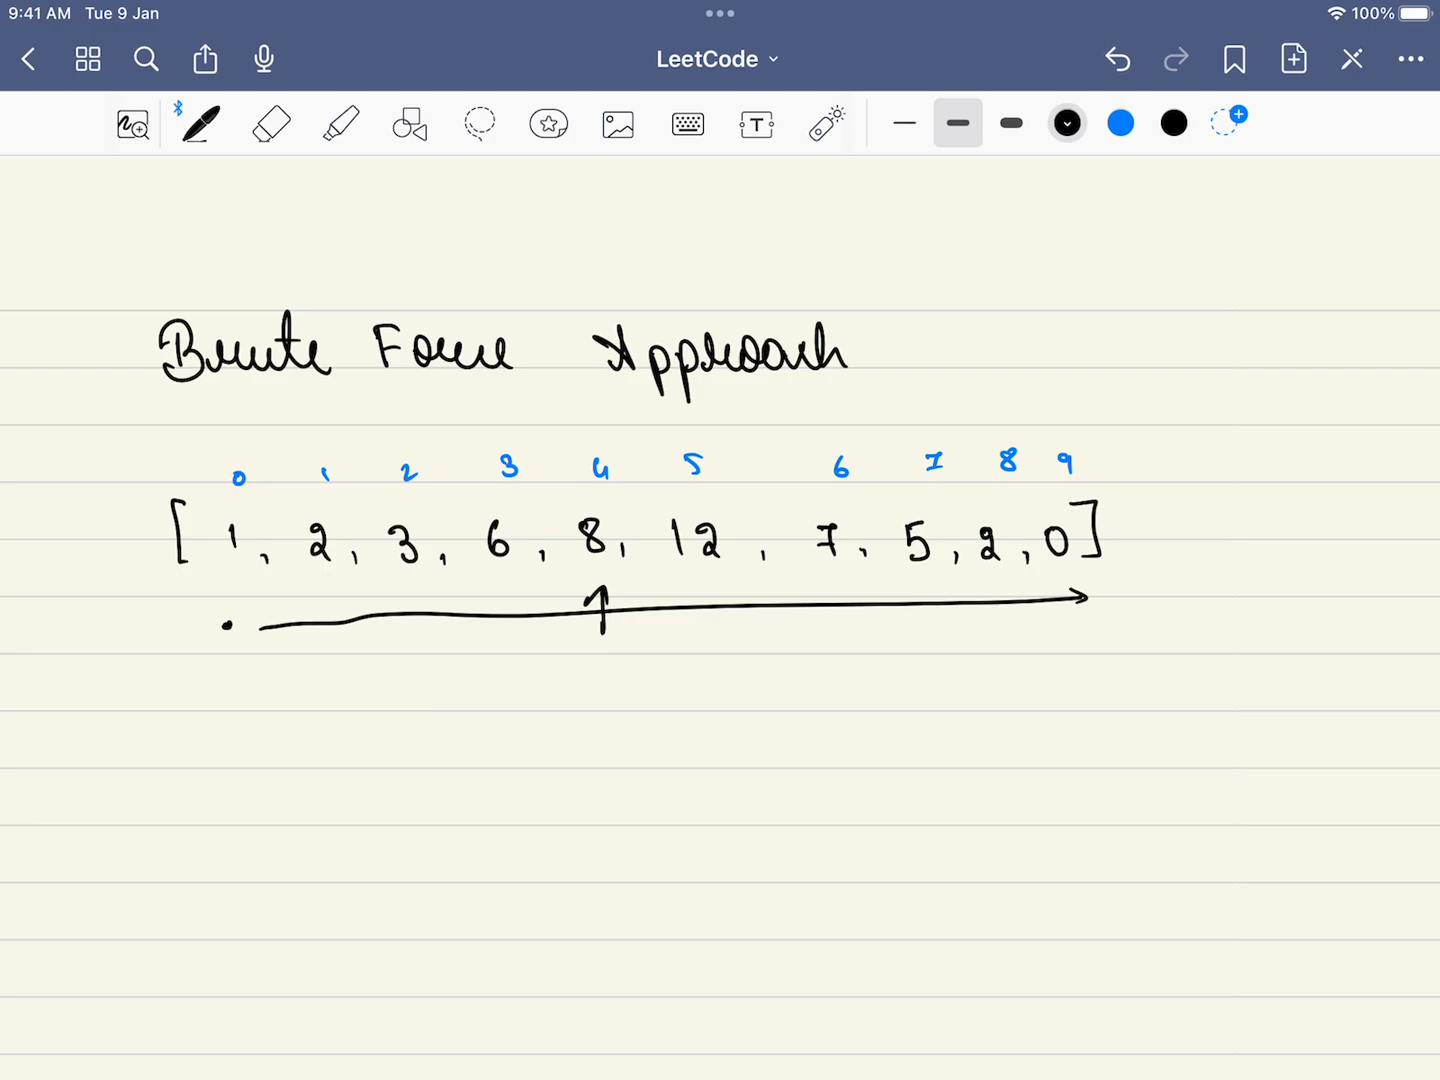 9:41 AM Tue 9 Jan
100%
LeetCode
T
Brute Force Approach
0 1 2 3 4 5 6 7 8 9
[ 1, 2, 3, 6, 8, 12, 7, 5, 2, 0 ]